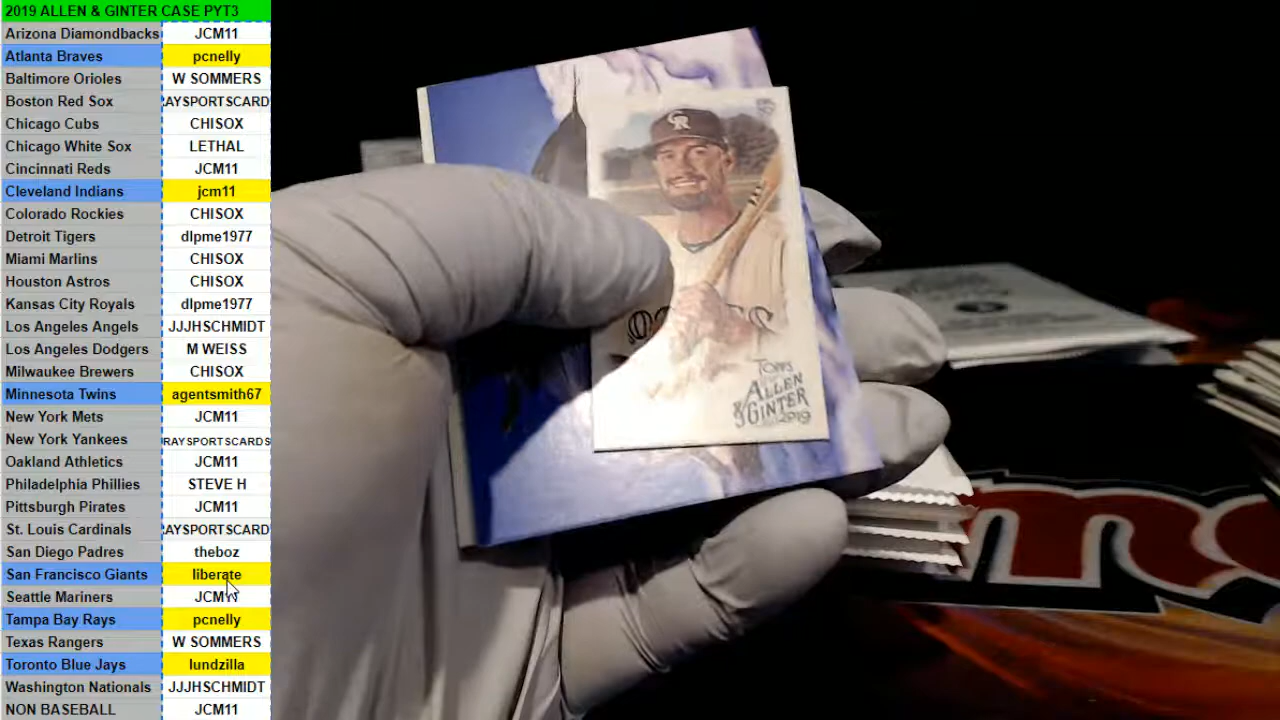 2019 ALLEN & GINTER CASE PYT3
Arizona Diamondbacks JCM11
Atlanta Braves pcnelly
Baltimore Orioles W SOMMERS
Boston Red Sox RAYSPORTSCARD
Chicago Cubs CHISOX
Chicago White Sox LETHAL
Cincinnati Reds JCM11
Cleveland Indians jcm11
Colorado Rockies CHISOX
Detroit Tigers dlpme1977
Miami Marlins CHISOX
Houston Astros CHISOX
Kansas City Royals dlpme1977
Los Angeles Angels JJJHSCHMIDT
Los Angeles Dodgers M WEISS
Milwaukee Brewers CHISOX
Minnesota Twins agentsmith67
New York Mets JCM11
New York Yankees RAYSPORTSCARDS
Oakland Athletics JCM11
Philadelphia Phillies STEVE H
Pittsburgh Pirates JCM11
St. Louis Cardinals RAYSPORTSCARD
San Diego Padres theboz
San Francisco Giants liberate
Seattle Mariners JCM11
Tampa Bay Rays pcnelly
Texas Rangers W SOMMERS
Toronto Blue Jays lundzilla
Washington Nationals JJJHSCHMIDT
NON BASEBALL JCM11
CR
TOPPS
ALLEN
& GINTER
2019